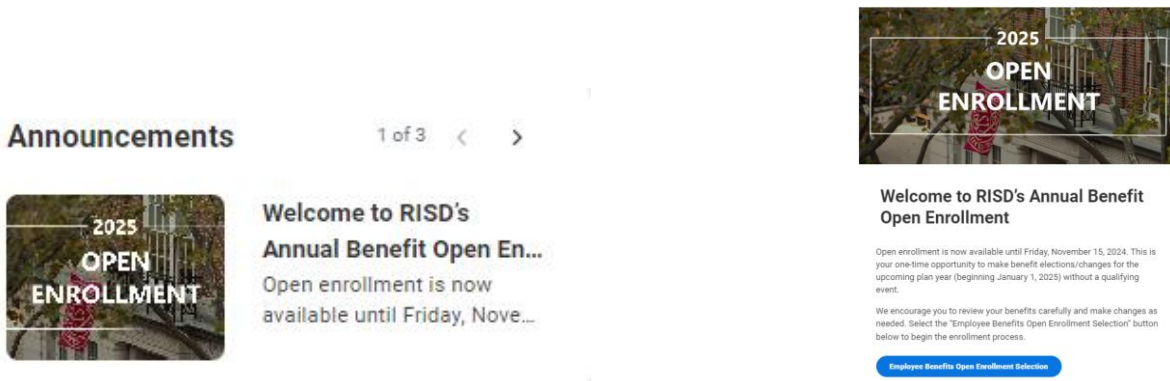 Announcements
1 of 3
2025
OPEN
ENROLLMENT
Welcome to RISD's
Annual Benefit Open En...
Open enrollment is now
available until Friday, Nove...
2025
OPEN
ENROLLMENT
RISD
Welcome to RISD's Annual Benefit
Open Enrollment
Open enrollment is now available until Friday, November 15, 2024. This is
your one-time opportunity to make benefit elections/changes for the
upcoming plan year (beginning January 1, 2025) without a qualifying
event.
We encourage you to review your benefits carefully and make changes as
needed. Select the "Employee Benefits Open Enrollment Selection" button
below to begin the enrollment process.
Employee Benefits Open Enrollment Selection